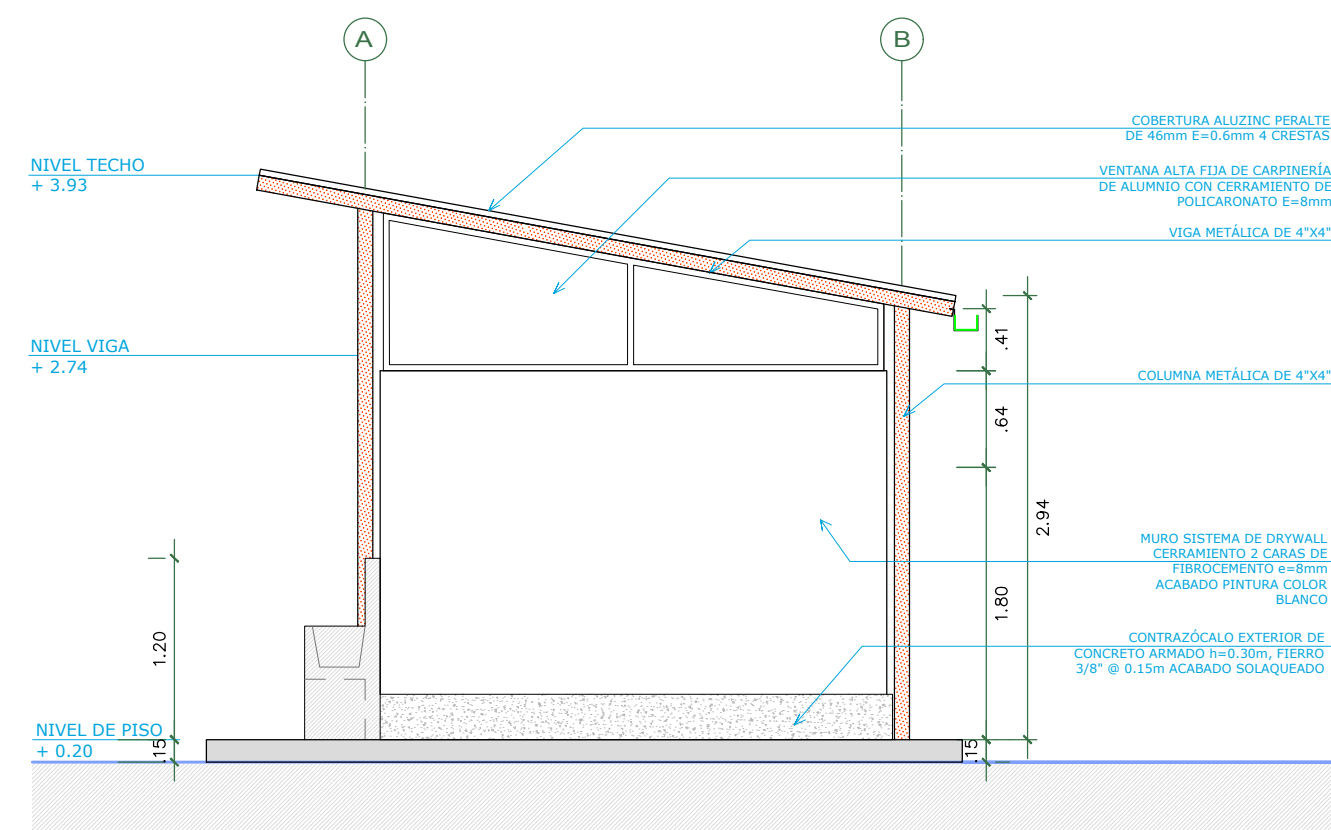 A
B
COBERTURA ALUZINC PERALTE
DE 46mm E=0.6mm 4 CRESTAS
NIVEL TECHO
+ 3.93
VENTANA ALTA FIJA DE CARPINERÍA
DE ALUMNIO CON CERRAMIENTO DE
POLICARONATO E=8mm
VIGA METÁLICA DE 4"X4"
NIVEL VIGA
+ 2.74
.41
COLUMNA METÁLICA DE 4"X4"
.64
2.94
MURO SISTEMA DE DRYWALL
CERRAMIENTO 2 CARAS DE
FIBROCEMENTO e=8mm
ACABADO PINTURA COLOR
BLANCO
1.80
1.20
CONTRAZÓCALO EXTERIOR DE
CONCRETO ARMADO h=0.30m, FIERRO
3/8" @ 0.15m ACABADO SOLAQUEADO
NIVEL DE PISO
+ 0.20
.15
.15